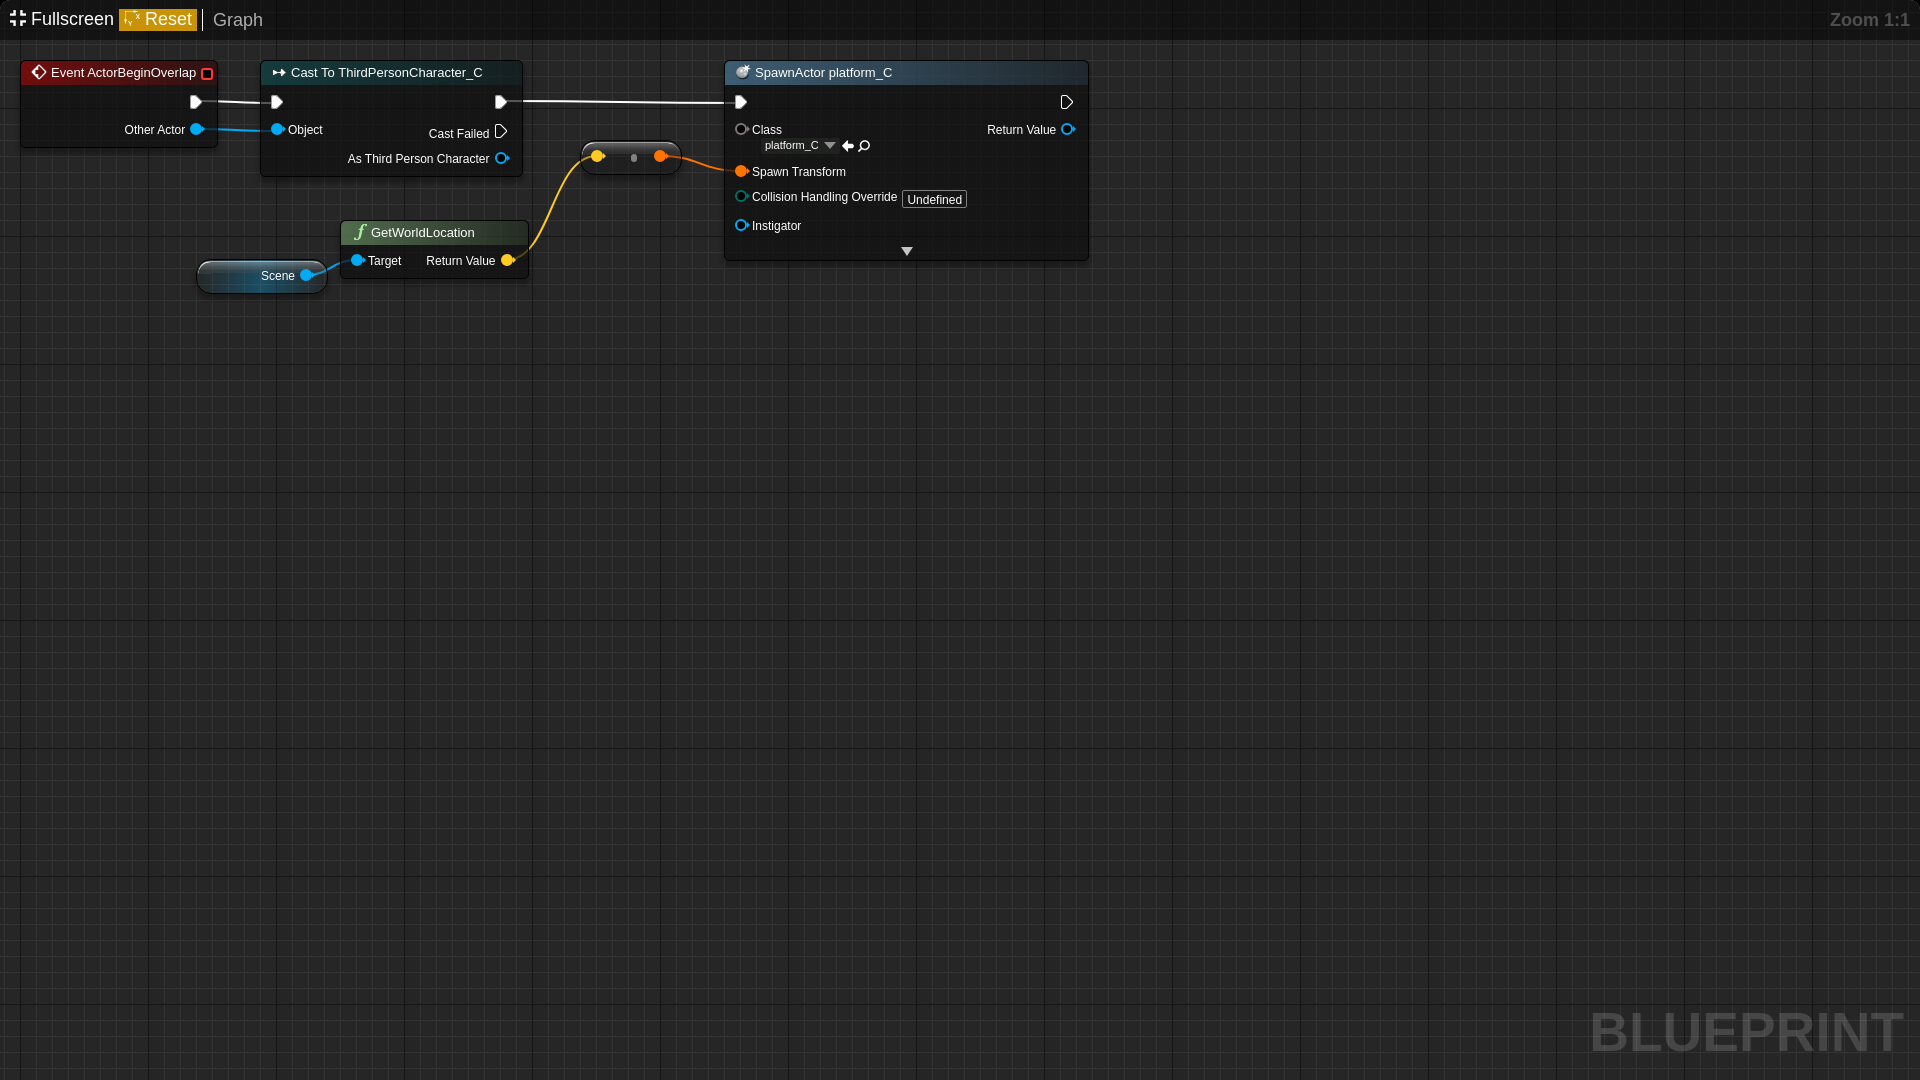 Fullscreen Reset Graph Zoom 1:1
Event ActorBeginOverlap
Other Actor
Cast To ThirdPersonCharacter_C
Object
Cast Failed
As Third Person Character
SpawnActor platform_C
Class
platform_C
Return Value
Spawn Transform
Collision Handling Override Undefined
Instigator
GetWorldLocation
Target Return Value
Scene
BLUEPRINT